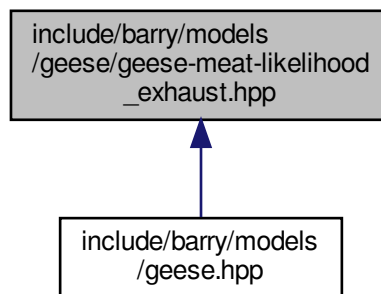 include/barry/models
/geese/geese-meat-likelihood
_exhaust.hpp
include/barry/models
/geese.hpp